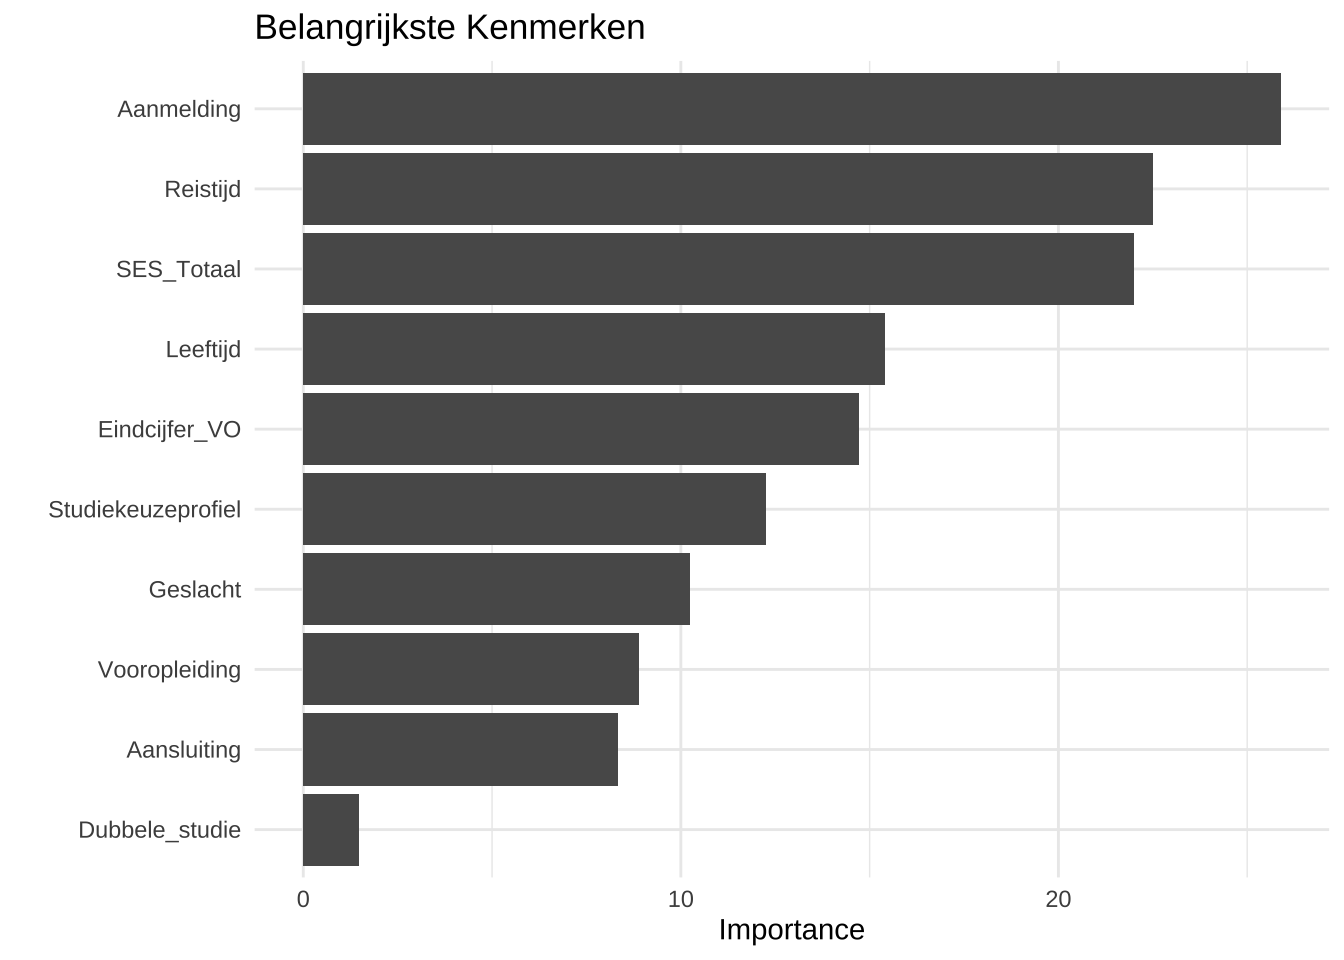 Belangrijkste Kenmerken
Aanmelding
Reistijd
SES_Totaal
Leeftijd
Eindcijfer_VO
Studiekeuzeprofiel
Geslacht
Vooropleiding
Aansluiting
Dubbele_studie
0 10 20
Importance